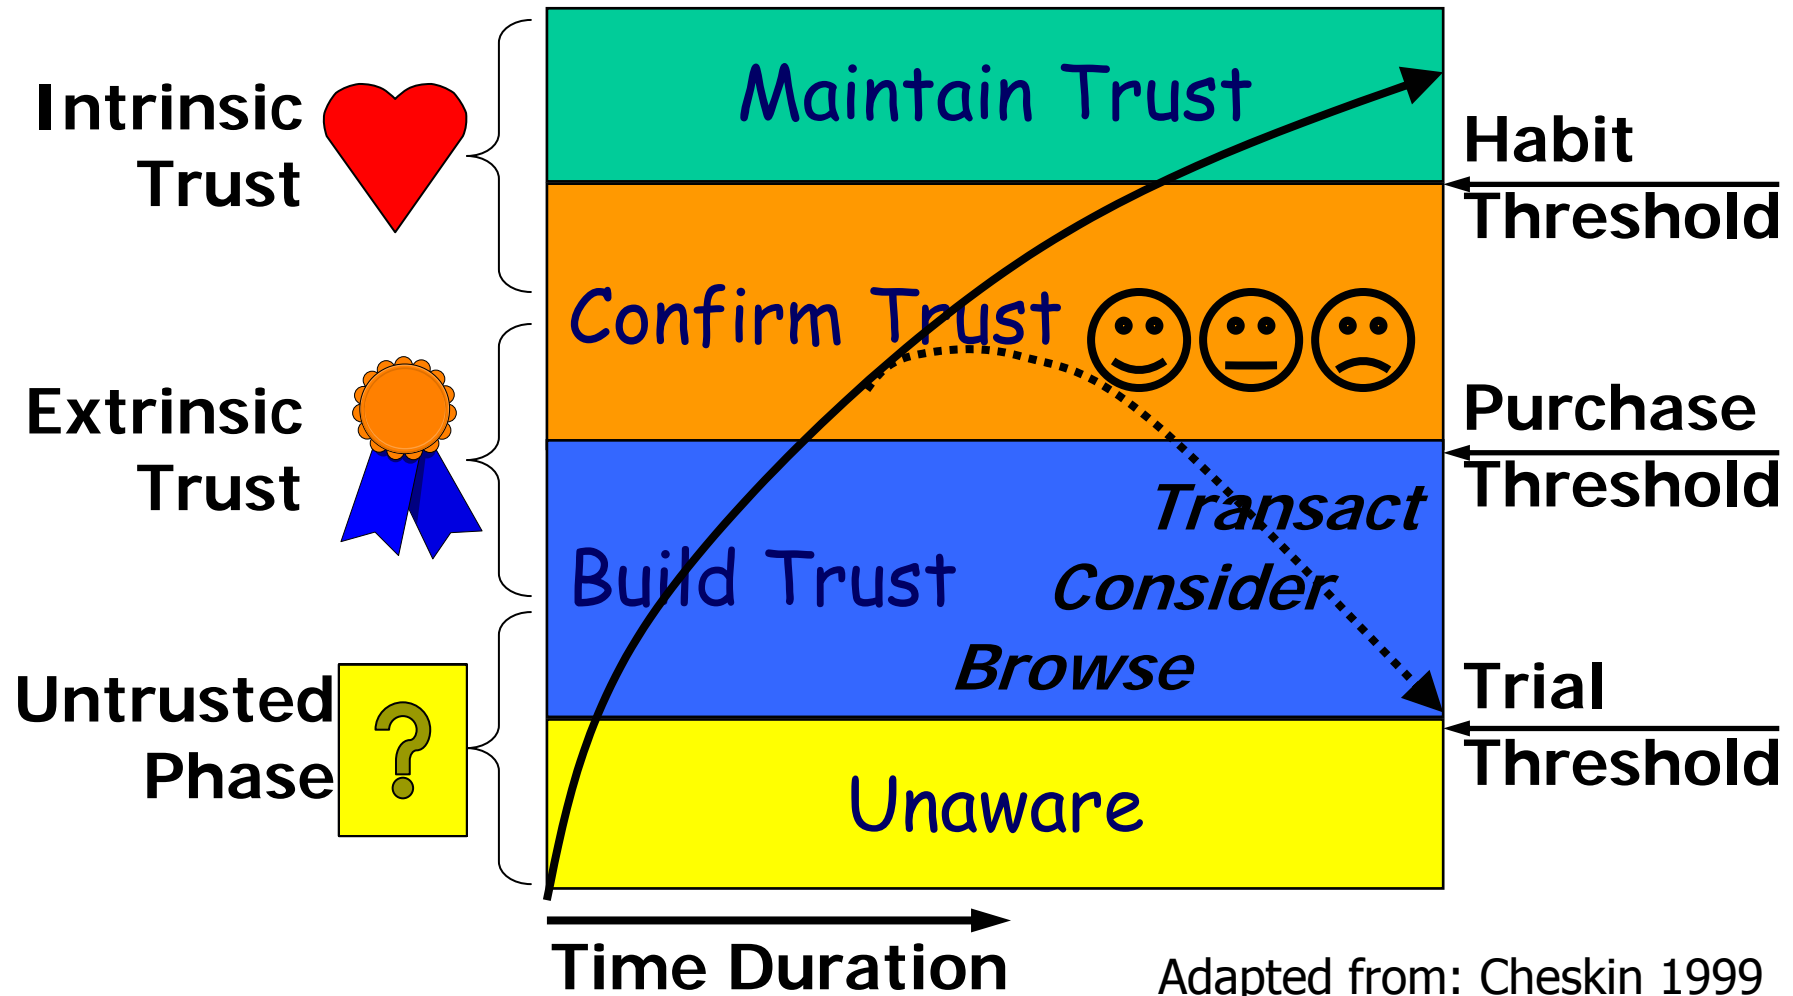 Intrinsic
Trust
Maintain Trust
Habit
Threshold
Confirm Trust
Extrinsic
Trust
Purchase
Threshold
Transact
Build Trust
Consider
Browse
Untrusted
Phase
?
Trial
Threshold
Unaware
Time Duration
Adapted from: Cheskin 1999